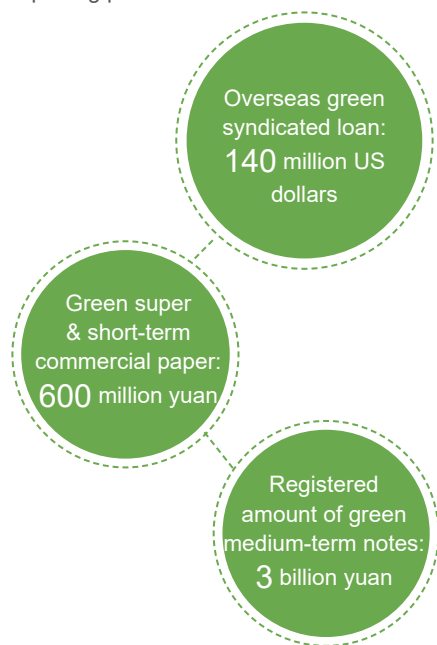 Overseas green
syndicated loan:
140 million US
dollars
Green super
& short-term
commercial paper:
600 million yuan
Registered
amount of green
medium-term notes:
3 billion yuan